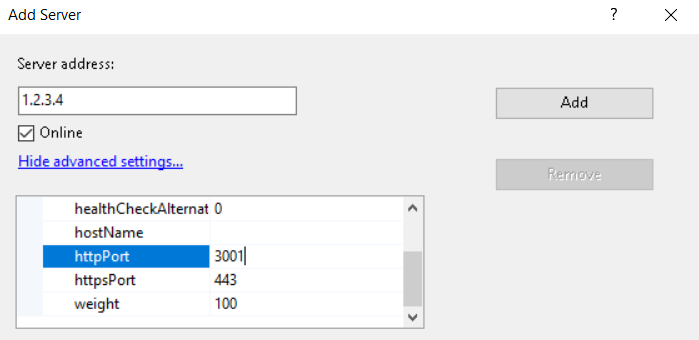 Add Server
?
Server address:
1.2.3.4
Add
Online
Hide advanced settings...
Remove
healthCheckAlternat 0
hostName
httpPort 3001
httpsPort 443
weight 100